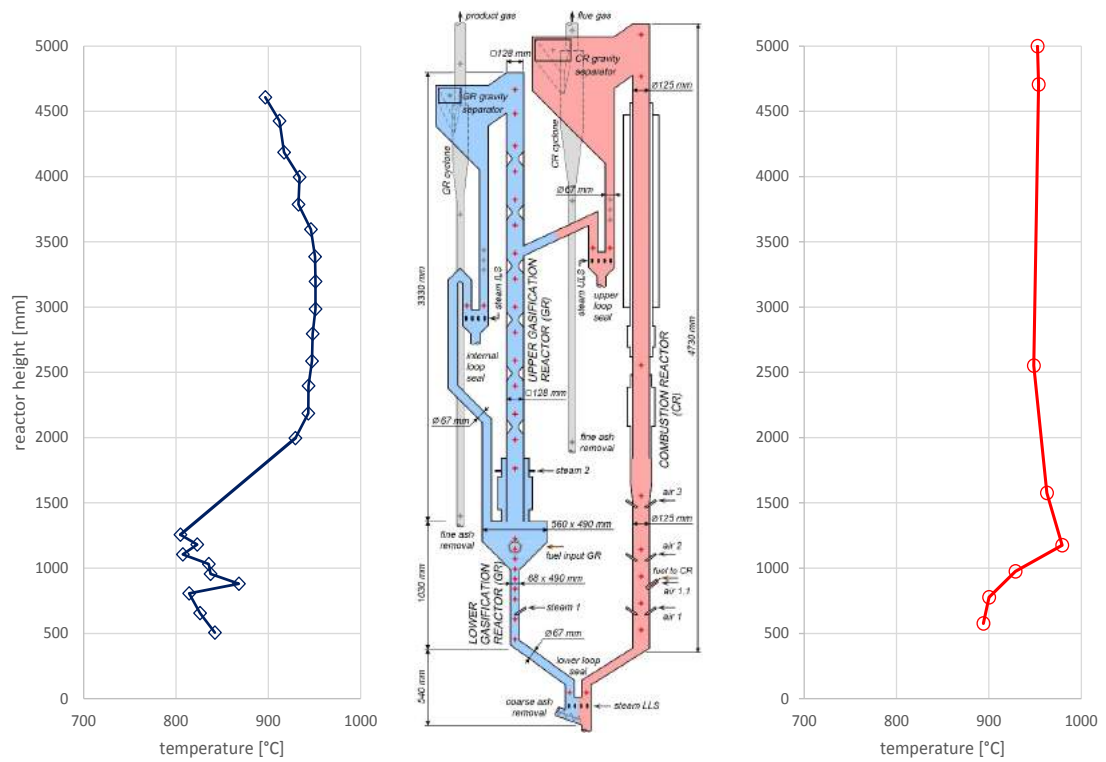 5000
4500
4000
3500
3000
2500
2000
1500
1000
500
0
reactor height [mm]
700
800
900
1000
temperature [°C]
product gas
flue gas
□128 mm
CR gravity
separator
Ø125 mm
GR gravity
separator
GR cyclone
CR cyclone
Ø67 mm
3330 mm
steam ILS
UPPER GASIFICATION
REACTOR (GR)
steam ULS
upper
loop
seal
internal
loop
seal
4730 mm
COMBUSTION REACTOR
(CR)
□128 mm
Ø67 mm
fine ash
removal
steam 2
air 3
560 x 490 mm
Ø125 mm
fine ash
removal
fuel input GR
air 2
fuel to CR
air 1.1
1030 mm
LOWER
GASIFICATION
REACTOR (GR)
68 x 490 mm
steam 1
air 1
Ø67 mm
lower loop
seal
540 mm
coarse ash
removal
steam LLS
5000
4500
4000
3500
3000
2500
2000
1500
1000
500
0
700
800
900
1000
temperature [°C]